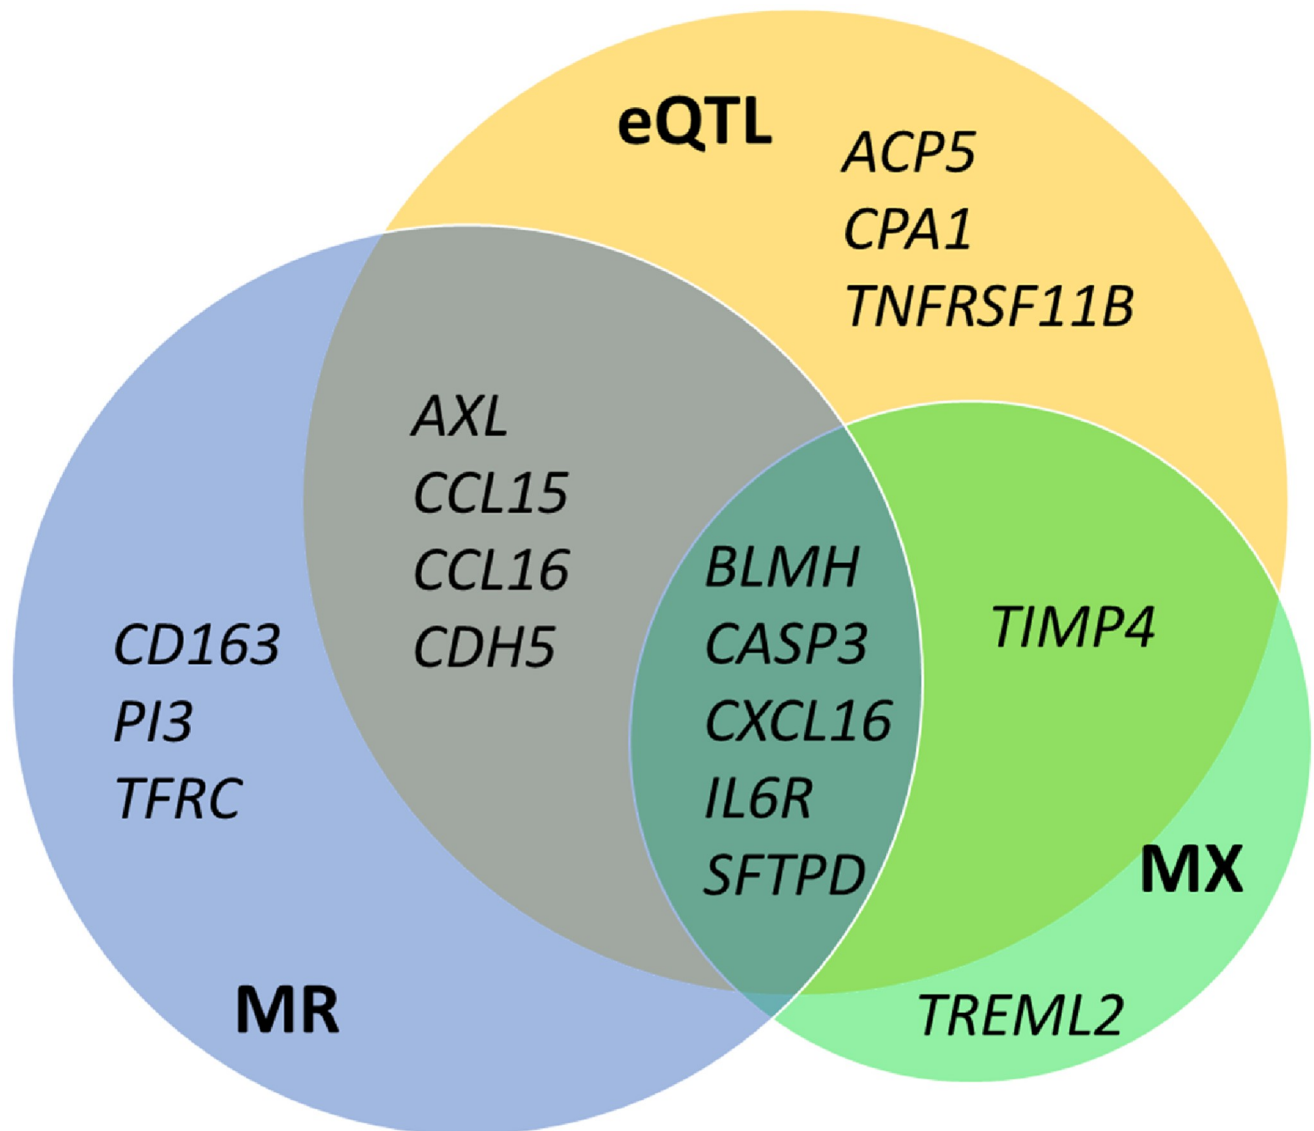 eQTL
ACP5
CPA1
TNFRSF11B
AXL
CCL15
CCL16
CDH5
BLMH
CASP3
CXCL16
IL6R
SFTPD
TIMP4
CD163
PI3
TFRC
MX
MR
TREML2